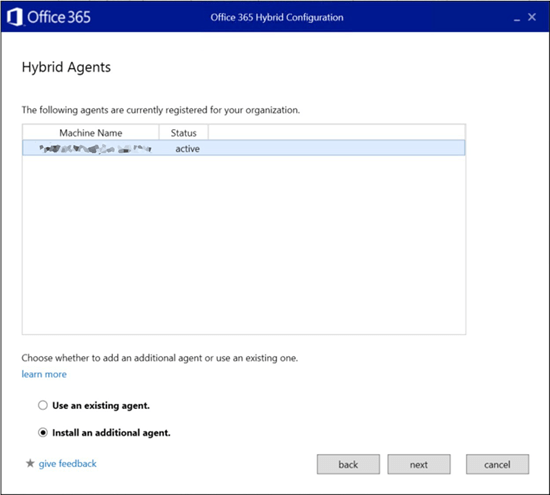 Office 365
Office 365 Hybrid Configuration
Hybrid Agents
The following agents are currently registered for your organization.
Machine Name Status
active
Choose whether to add an additional agent or use an existing one.
learn more
Use an existing agent.
Install an additional agent.
give feedback back next cancel